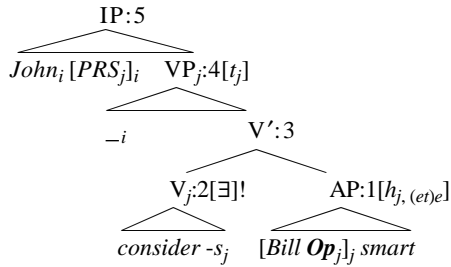 IP:5
John_i [PRS_j]_i VP_j:4[t_j]
–_i V′:3
V_j:2[∃]! AP:1[h_{j, (et)e}]
consider -s_j [Bill Op_j]_j smart